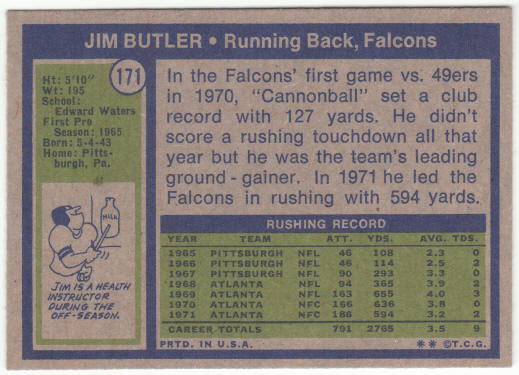 JIM BUTLER • Running Back, Falcons
171
Ht: 5'10"
Wt: 195
School:
Edward Waters
First Pro
Season: 1965
Born: 5-4-43
Home: Pitts-
burgh, Pa.
In the Falcons' first game vs. 49ers
in 1970, "Cannonball" set a club
record with 127 yards. He didn't
score a rushing touchdown all that
year but he was the team's leading
ground-gainer. In 1971 he led the
Falcons in rushing with 594 yards.
MILK
JIM IS A HEALTH
INSTRUCTOR
DURING THE
OFF-SEASON.
RUSHING RECORD
YEAR TEAM ATT. YDS. AVG. TDS.
1965 PITTSBURGH NFL 46 108 2.3 0
1966 PITTSBURGH NFL 46 114 2.5 2
1967 PITTSBURGH NFL 90 293 3.3 0
1968 ATLANTA NFL 94 365 3.9 2
1969 ATLANTA NFL 163 655 4.0 3
1970 ATLANTA NFC 166 636 3.8 0
1971 ATLANTA NFC 186 594 3.2 2
CAREER TOTALS 791 2765 3.5 9
PRTD. IN U.S.A. ✱✱ ©T.C.G.